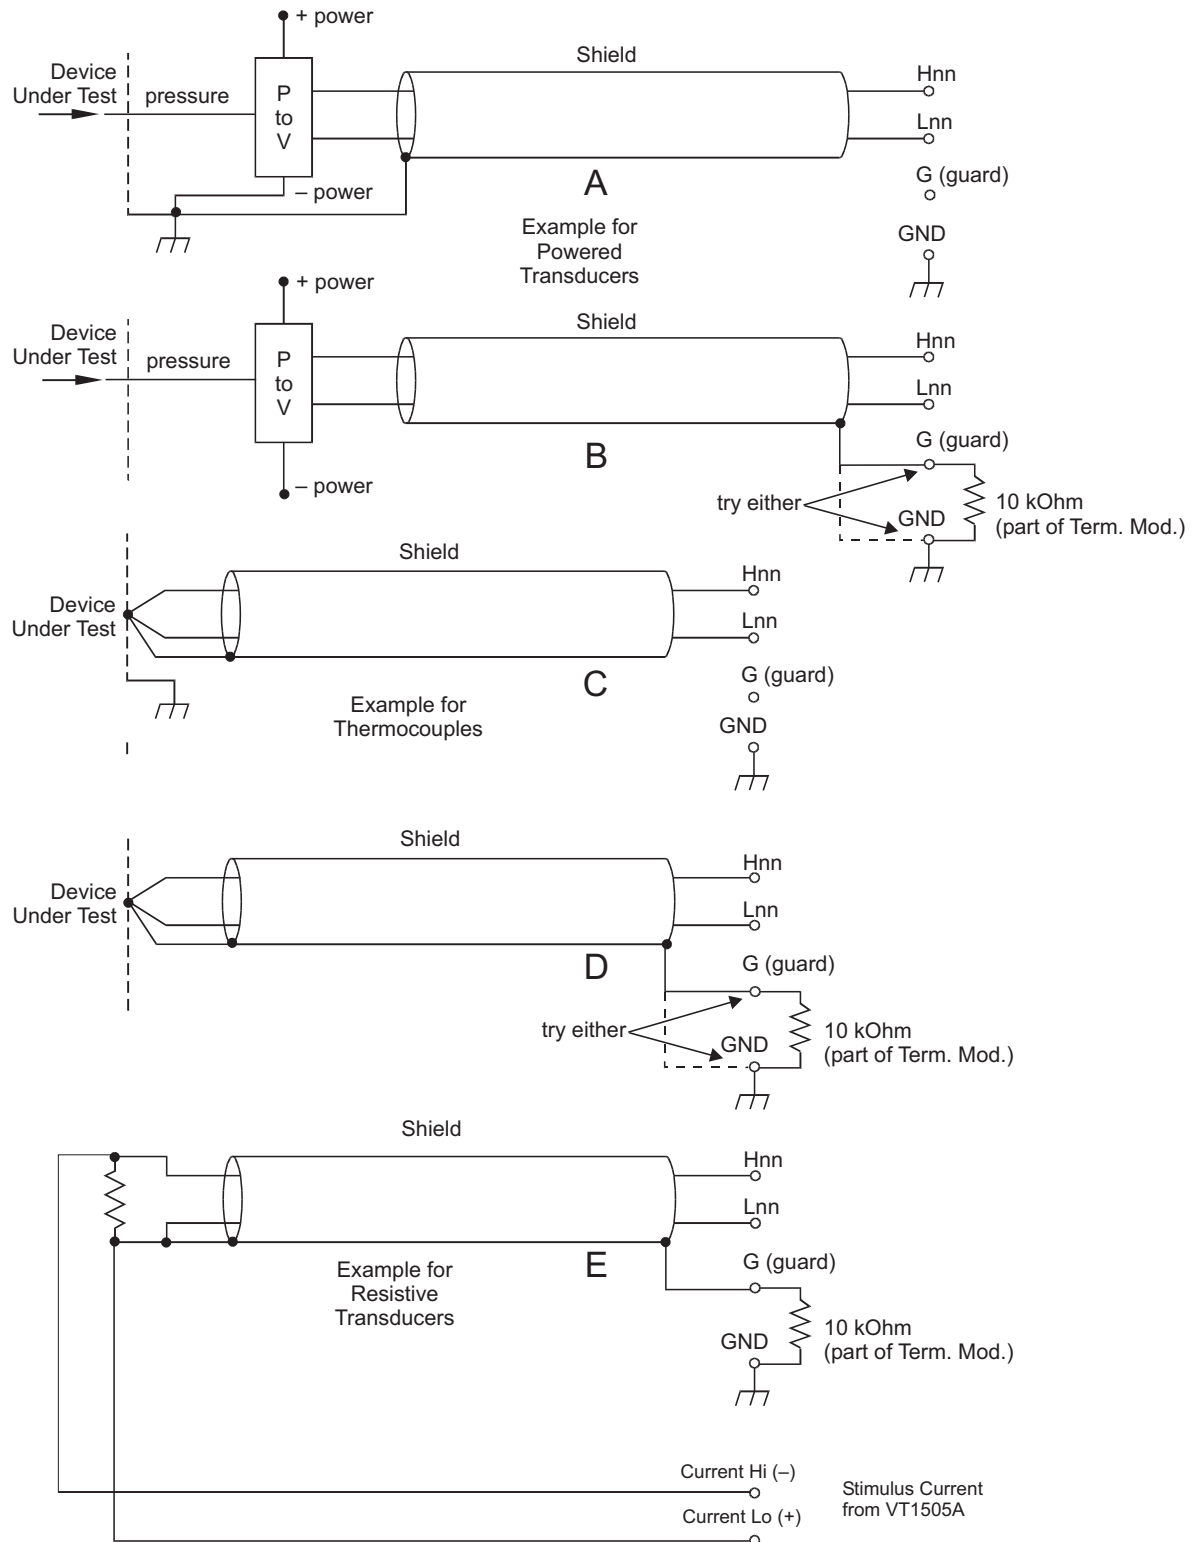 + power
Device
Under Test
pressure
P
to
V
– power
Shield
Hnn
Lnn
G (guard)
GND
A
Example for
Powered
Transducers
+ power
Device
Under Test
pressure
P
to
V
– power
Shield
Hnn
Lnn
B
G (guard)
try either
GND
10 kOhm
(part of Term. Mod.)
Device
Under Test
Shield
Hnn
Lnn
G (guard)
GND
C
Example for
Thermocouples
Device
Under Test
Shield
Hnn
Lnn
D
G (guard)
try either
GND
10 kOhm
(part of Term. Mod.)
Shield
Hnn
Lnn
E
Example for
Resistive
Transducers
G (guard)
GND
10 kOhm
(part of Term. Mod.)
Current Hi (–)
Current Lo (+)
Stimulus Current
from VT1505A